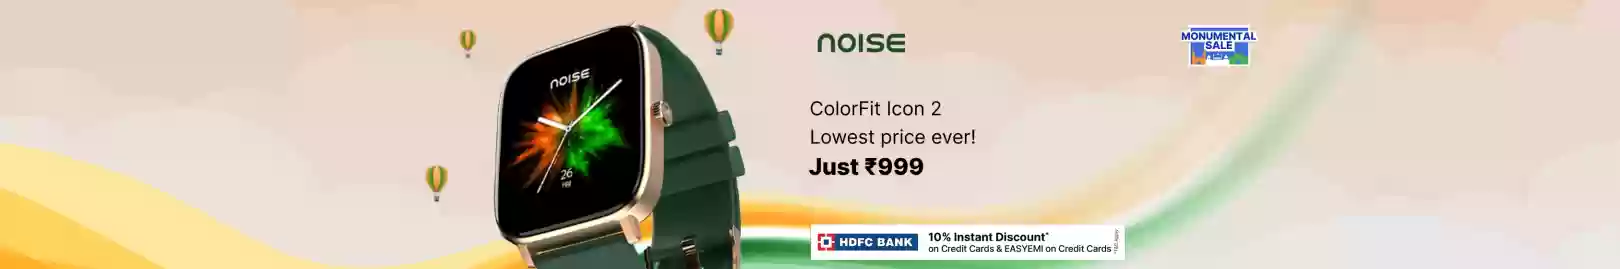 NOISE
26
NOISE
MONUMENTAL
SALE
ColorFit Icon 2
Lowest price ever!
Just ₹999
HDFC BANK
10% Instant Discount*
on Credit Cards & EASYEMI on Credit Cards